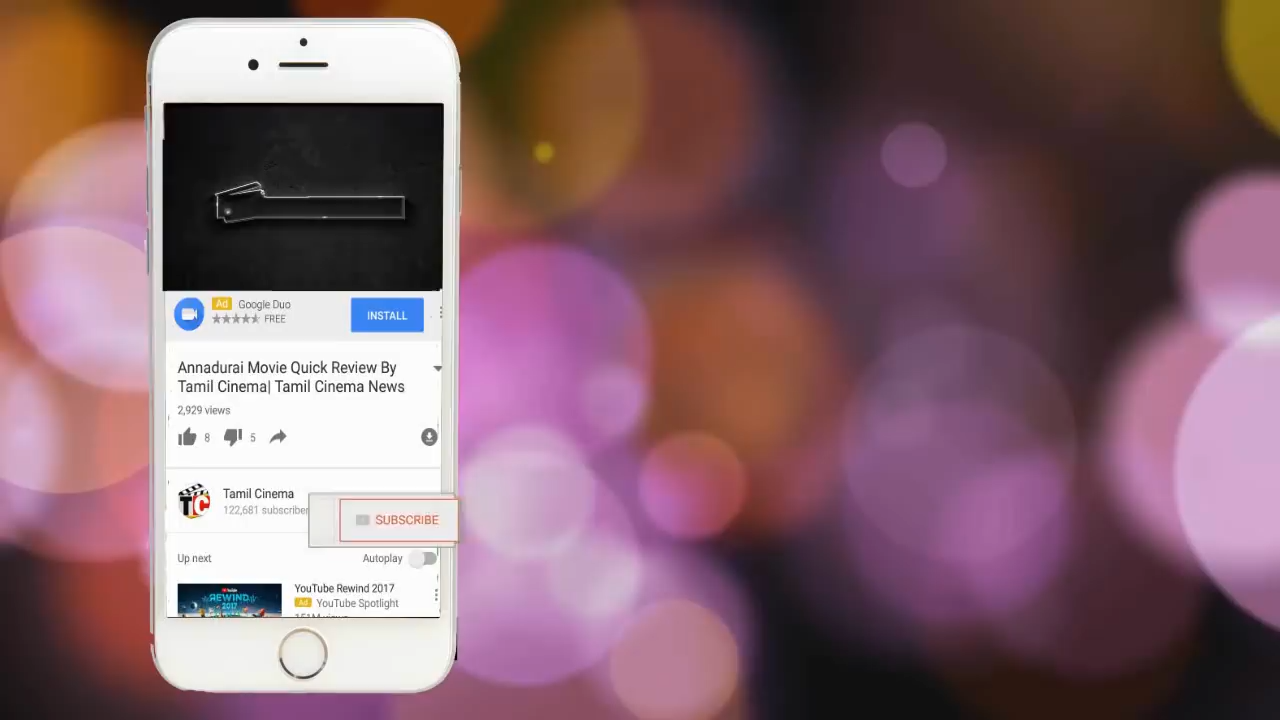 Ad Google Duo
FREE
INSTALL
Annadurai Movie Quick Review By
Tamil Cinema| Tamil Cinema News
2,929 views
8 5
TC
Tamil Cinema
122,681 subscriber
SUBSCRIBE
Up next
Autoplay
YouTube Rewind 2017
Ad YouTube Spotlight
151M views
REWIND
2017